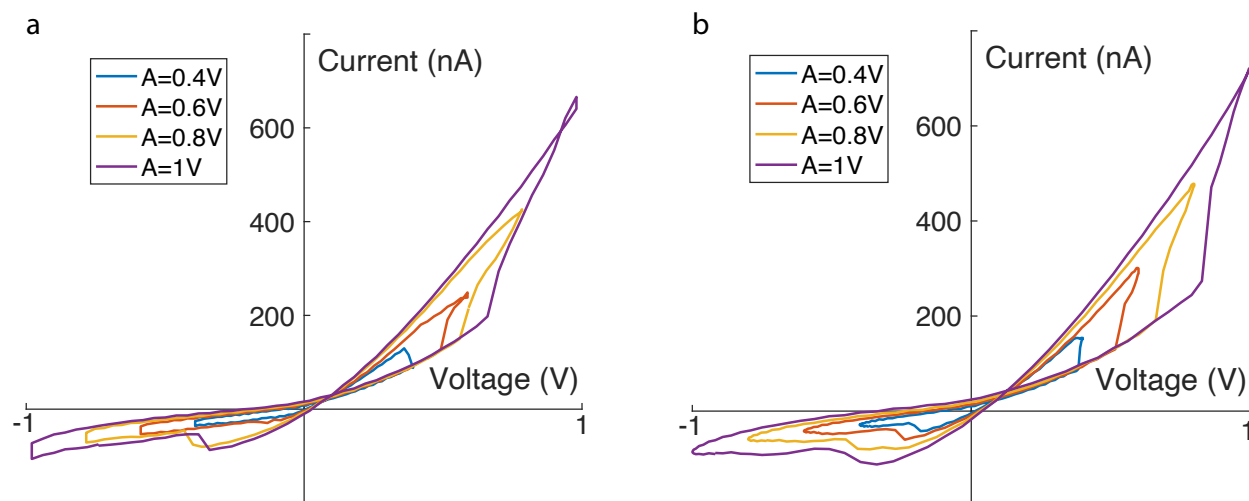 a
A=0.4V
A=0.6V
A=0.8V
A=1V
Current (nA)
600
400
200
Voltage (V)
-1
1
b
A=0.4V
A=0.6V
A=0.8V
A=1V
Current (nA)
600
400
200
Voltage (V)
-1
1